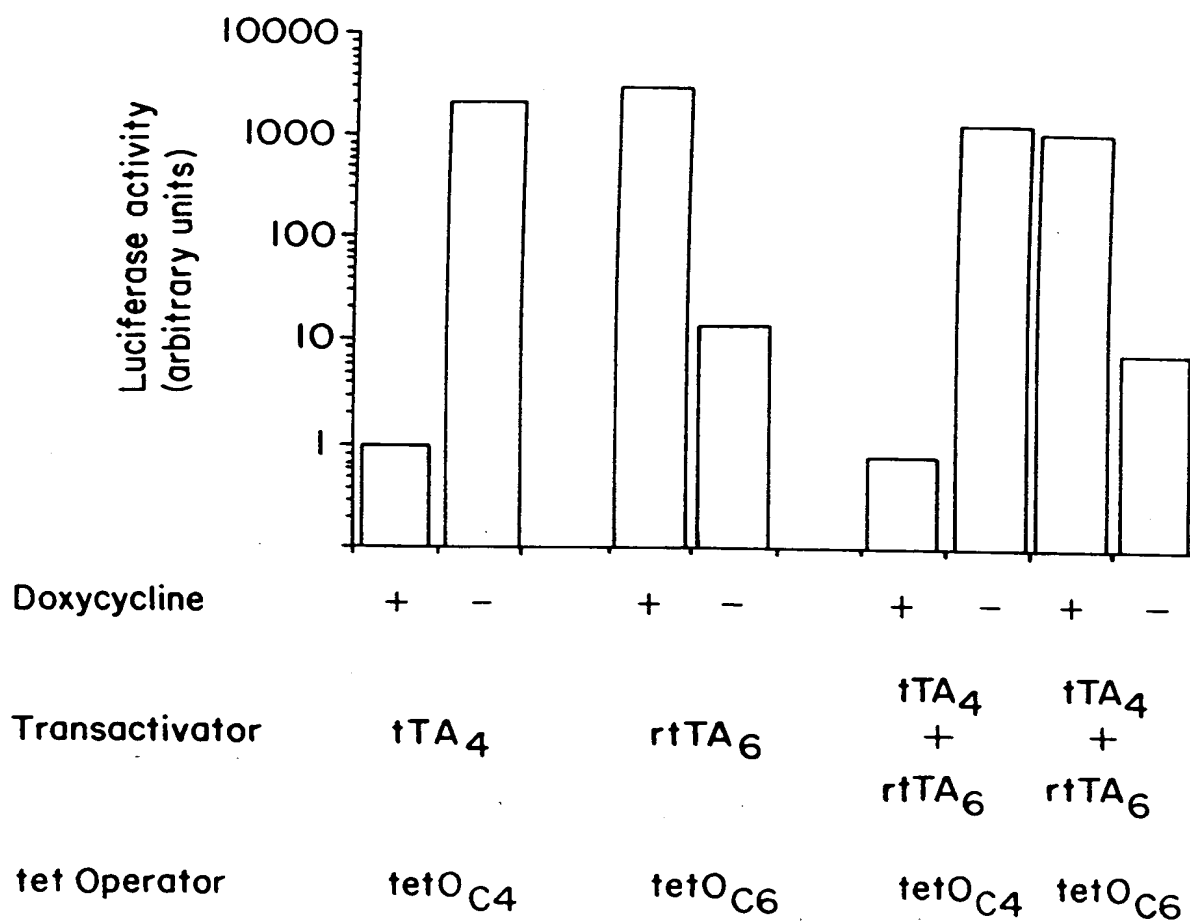 10000
1000
100
10
1
Luciferase activity
(arbitrary units)
Doxycycline + − + − + − + −
Transactivator tTA4 rtTA6 tTA4 + rtTA6 tTA4 + rtTA6
tet Operator tetOC4 tetOC6 tetOC4 tetOC6